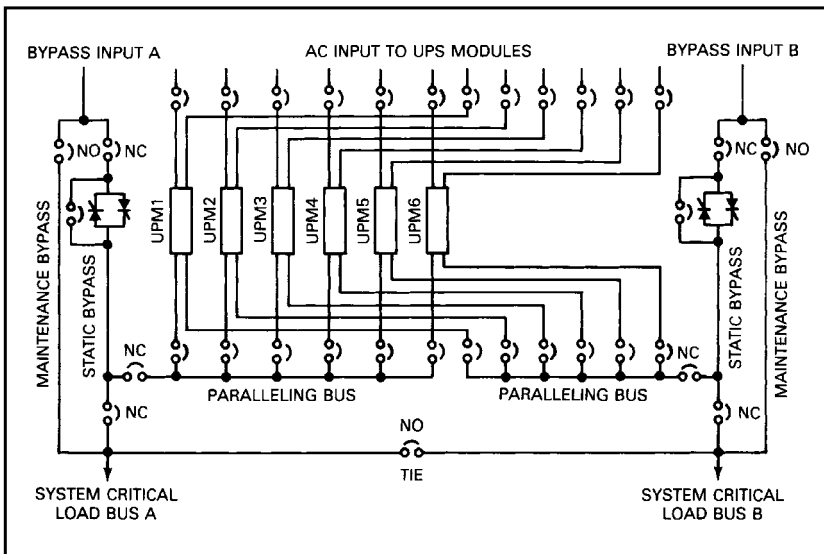 BYPASS INPUT A
AC INPUT TO UPS MODULES
BYPASS INPUT B
NO
NC
NC
NO
MAINTENANCE BYPASS
STATIC BYPASS
UPM1
UPM2
UPM3
UPM4
UPM5
UPM6
STATIC BYPASS
MAINTENANCE BYPASS
NC
NC
PARALLELING BUS
PARALLELING BUS
NC
NC
NO
TIE
SYSTEM CRITICAL
LOAD BUS A
SYSTEM CRITICAL
LOAD BUS B